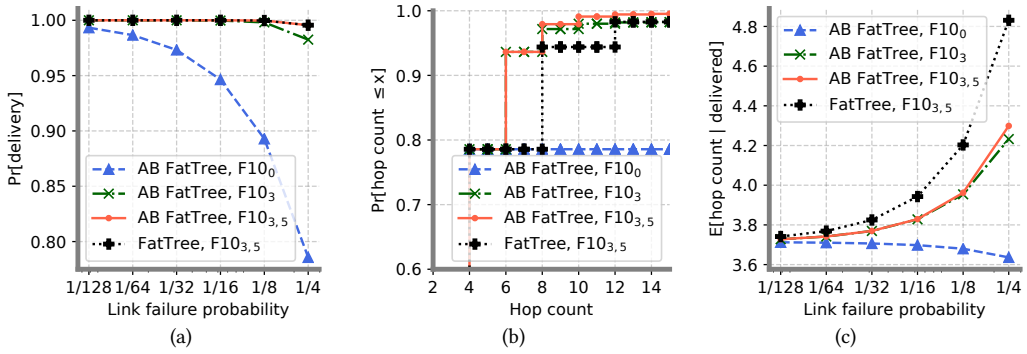 Pr[delivery]
1.00
0.95
0.90
0.85
0.80
AB FatTree, F10₀
AB FatTree, F10₃
AB FatTree, F10₃,₅
FatTree, F10₃,₅
1/128 1/64 1/32 1/16 1/8 1/4
Link failure probability
(a)
Pr[hop count ≤x]
1.0
0.9
0.8
0.7
0.6
AB FatTree, F10₀
AB FatTree, F10₃
AB FatTree, F10₃,₅
FatTree, F10₃,₅
2 4 6 8 10 12 14
Hop count
(b)
E[hop count | delivered]
4.8
4.6
4.4
4.2
4.0
3.8
3.6
AB FatTree, F10₀
AB FatTree, F10₃
AB FatTree, F10₃,₅
FatTree, F10₃,₅
1/128 1/64 1/32 1/16 1/8 1/4
Link failure probability
(c)